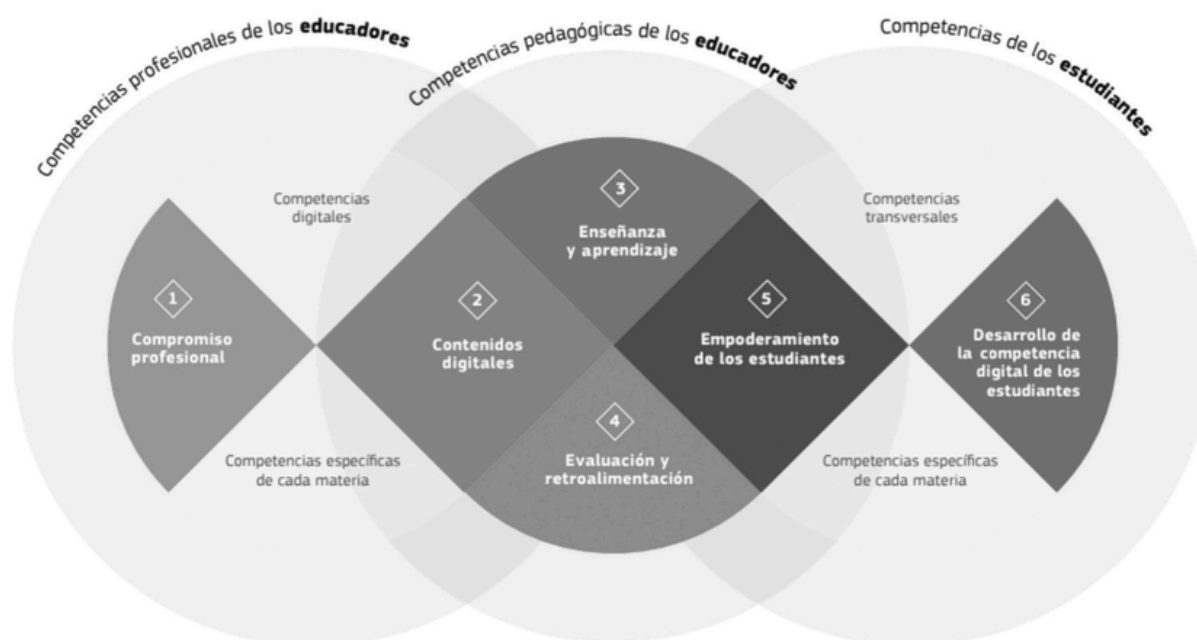 Competencias profesionales de los educadores
Competencias pedagógicas de los educadores
Competencias de los estudiantes
Competencias
digitales
Competencias
transversales
1
Compromiso
profesional
2
Contenidos
digitales
3
Enseñanza
y aprendizaje
4
Evaluación y
retroalimentación
5
Empoderamiento
de los estudiantes
6
Desarrollo de
la competencia
digital de los
estudiantes
Competencias específicas
de cada materia
Competencias específicas
de cada materia